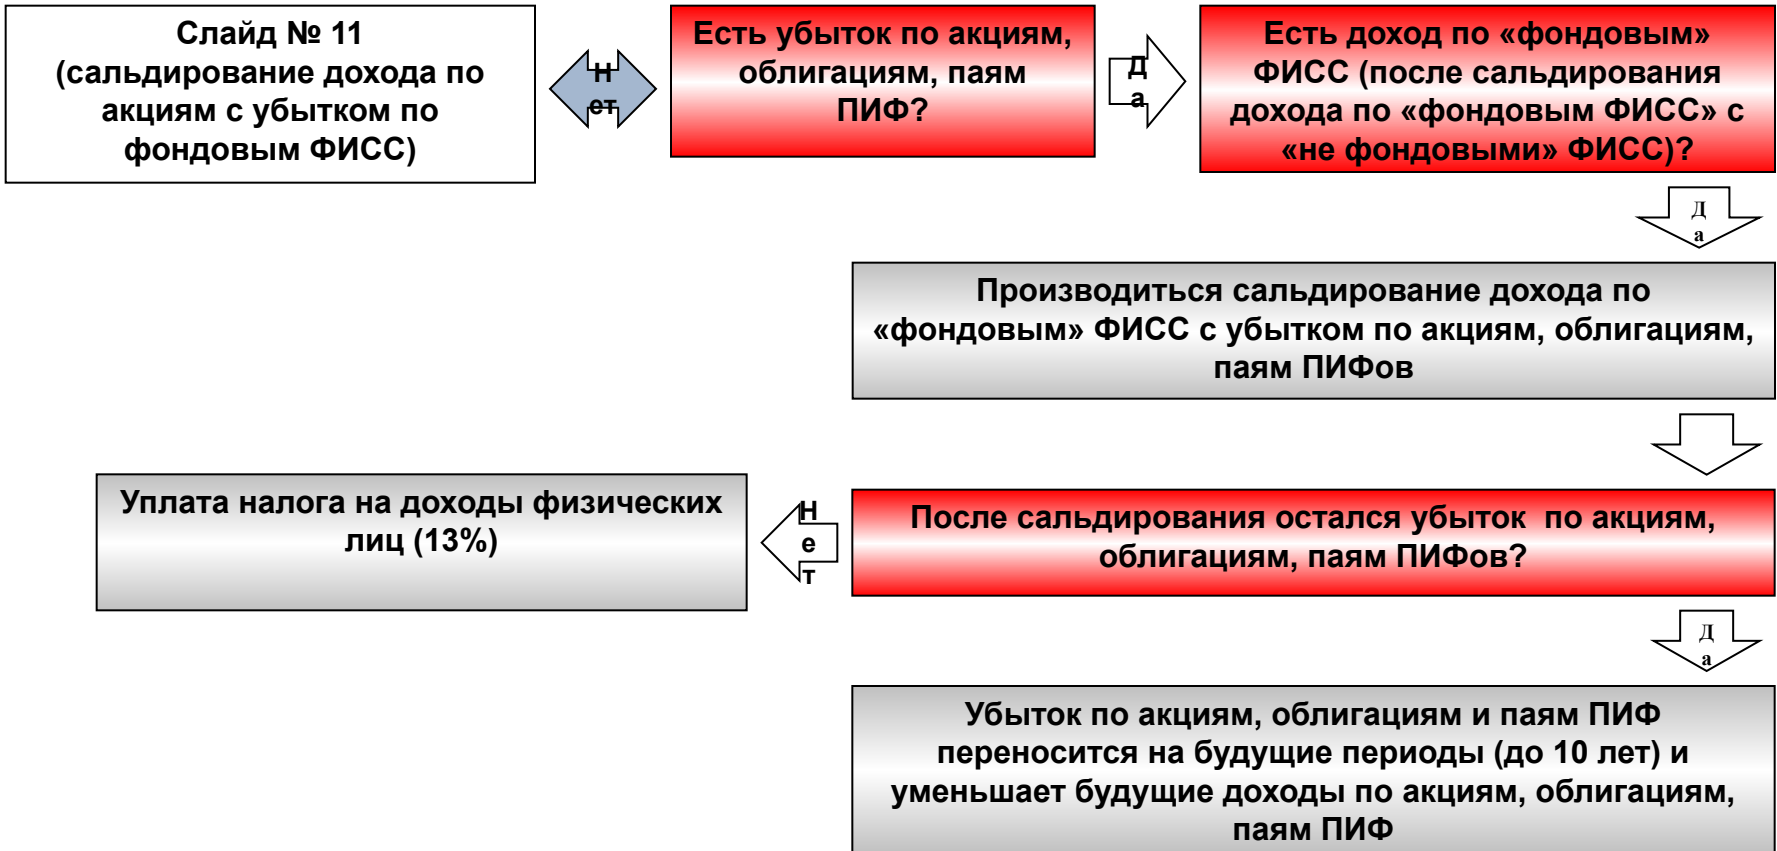 Слайд № 11
(сальдирование дохода по
акциям с убытком по
фондовым ФИСС)
Н
ет
Есть убыток по акциям,
облигациям, паям
ПИФ?
Д
а
Есть доход по «фондовым»
ФИСС (после сальдирования
дохода по «фондовым ФИСС» с
«не фондовыми» ФИСС)?
Д
а
Производиться сальдирование дохода по
«фондовым» ФИСС с убытком по акциям, облигациям,
паям ПИФов
Уплата налога на доходы физических
лиц (13%)
Н
е
т
После сальдирования остался убыток по акциям,
облигациям, паям ПИФов?
Д
а
Убыток по акциям, облигациям и паям ПИФ
переносится на будущие периоды (до 10 лет) и
уменьшает будущие доходы по акциям, облигациям,
паям ПИФ